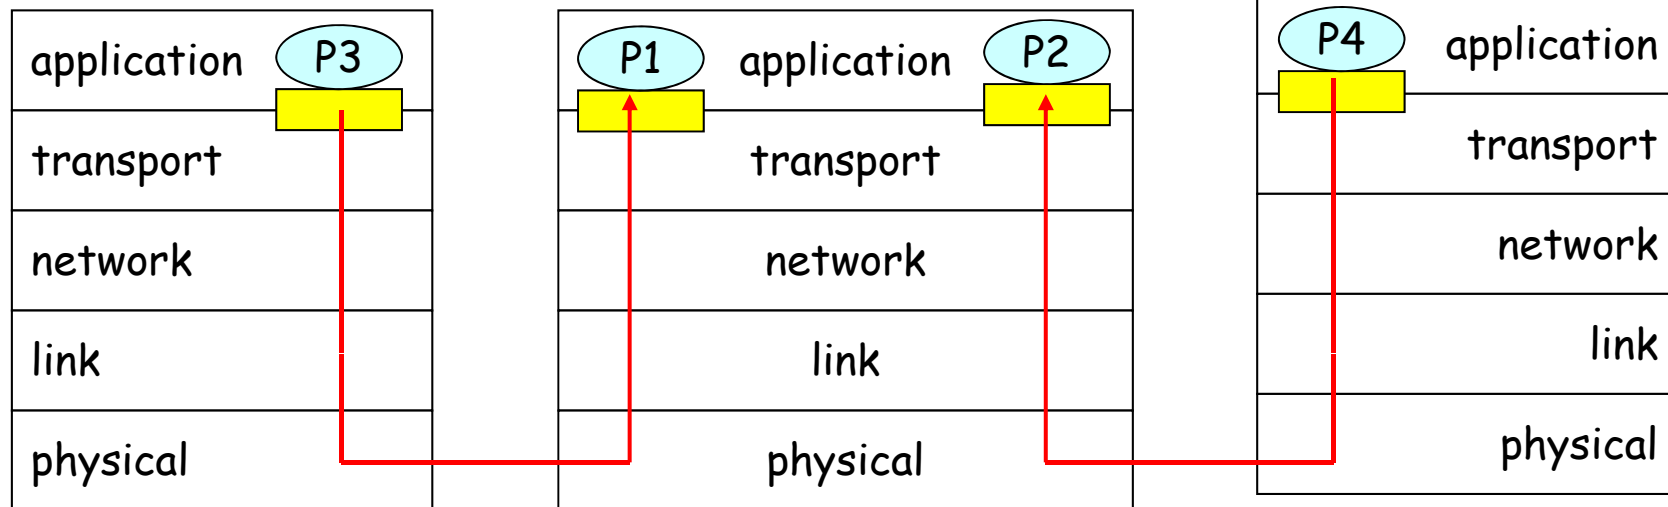 application P3
transport
network
link
physical
P1 application P2
transport
network
link
physical
P4 application
transport
network
link
physical